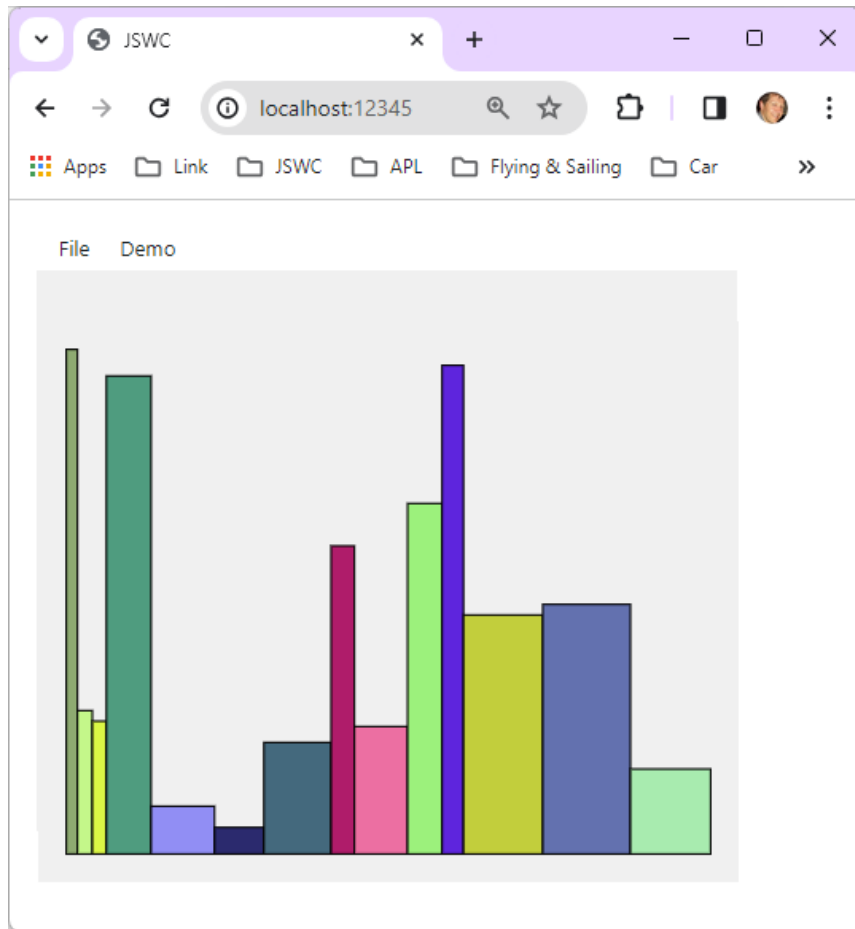 JSWC
localhost:12345
Apps Link JSWC APL Flying & Sailing Car
File Demo